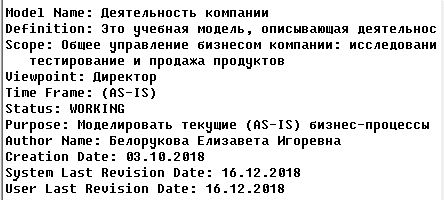 Model Name: Деятельность компании
Definition: Это учебная модель, описывающая деятельнос
Scope: Общее управление бизнесом компании: исследовани
тестирование и продажа продуктов
Viewpoint: Директор
Time Frame: (AS-IS)
Status: WORKING
Purpose: Моделировать текущие (AS-IS) бизнес-процессы
Author Name: Белорукова Елизавета Игоревна
Creation Date: 03.10.2018
System Last Revision Date: 16.12.2018
User Last Revision Date: 16.12.2018